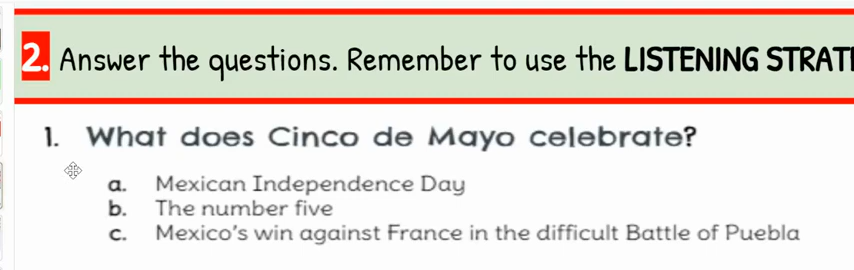 2. Answer the questions. Remember to use the LISTENING
1. What does Cinco de Mayo celebrate?
a. Mexican Independence Day
b. The number five
c. Mexico's win against France in the difficult Battle of Puebla